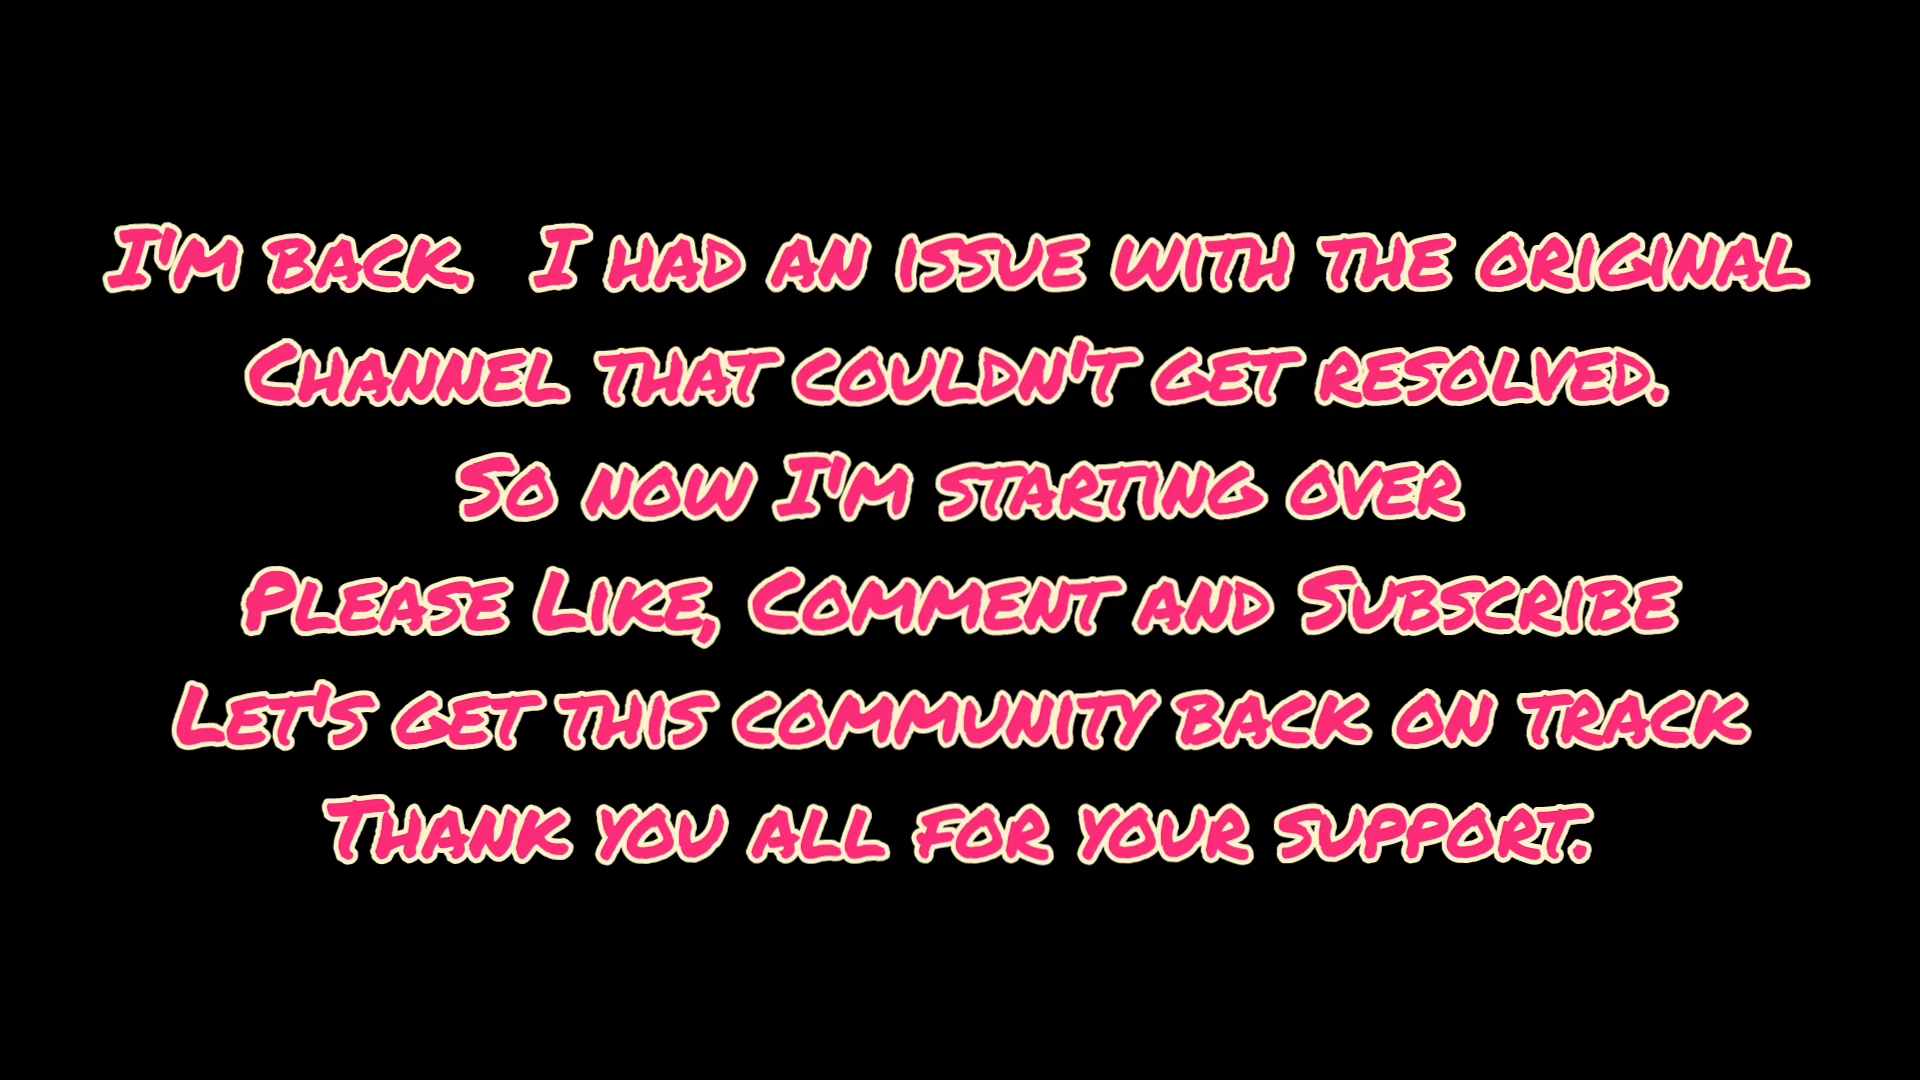 I'm back.  I had an issue with the original
Channel that couldn't get resolved.
So now I'm starting over
Please Like, Comment and Subscribe
Let's get this community back on track
Thank you all for your support.